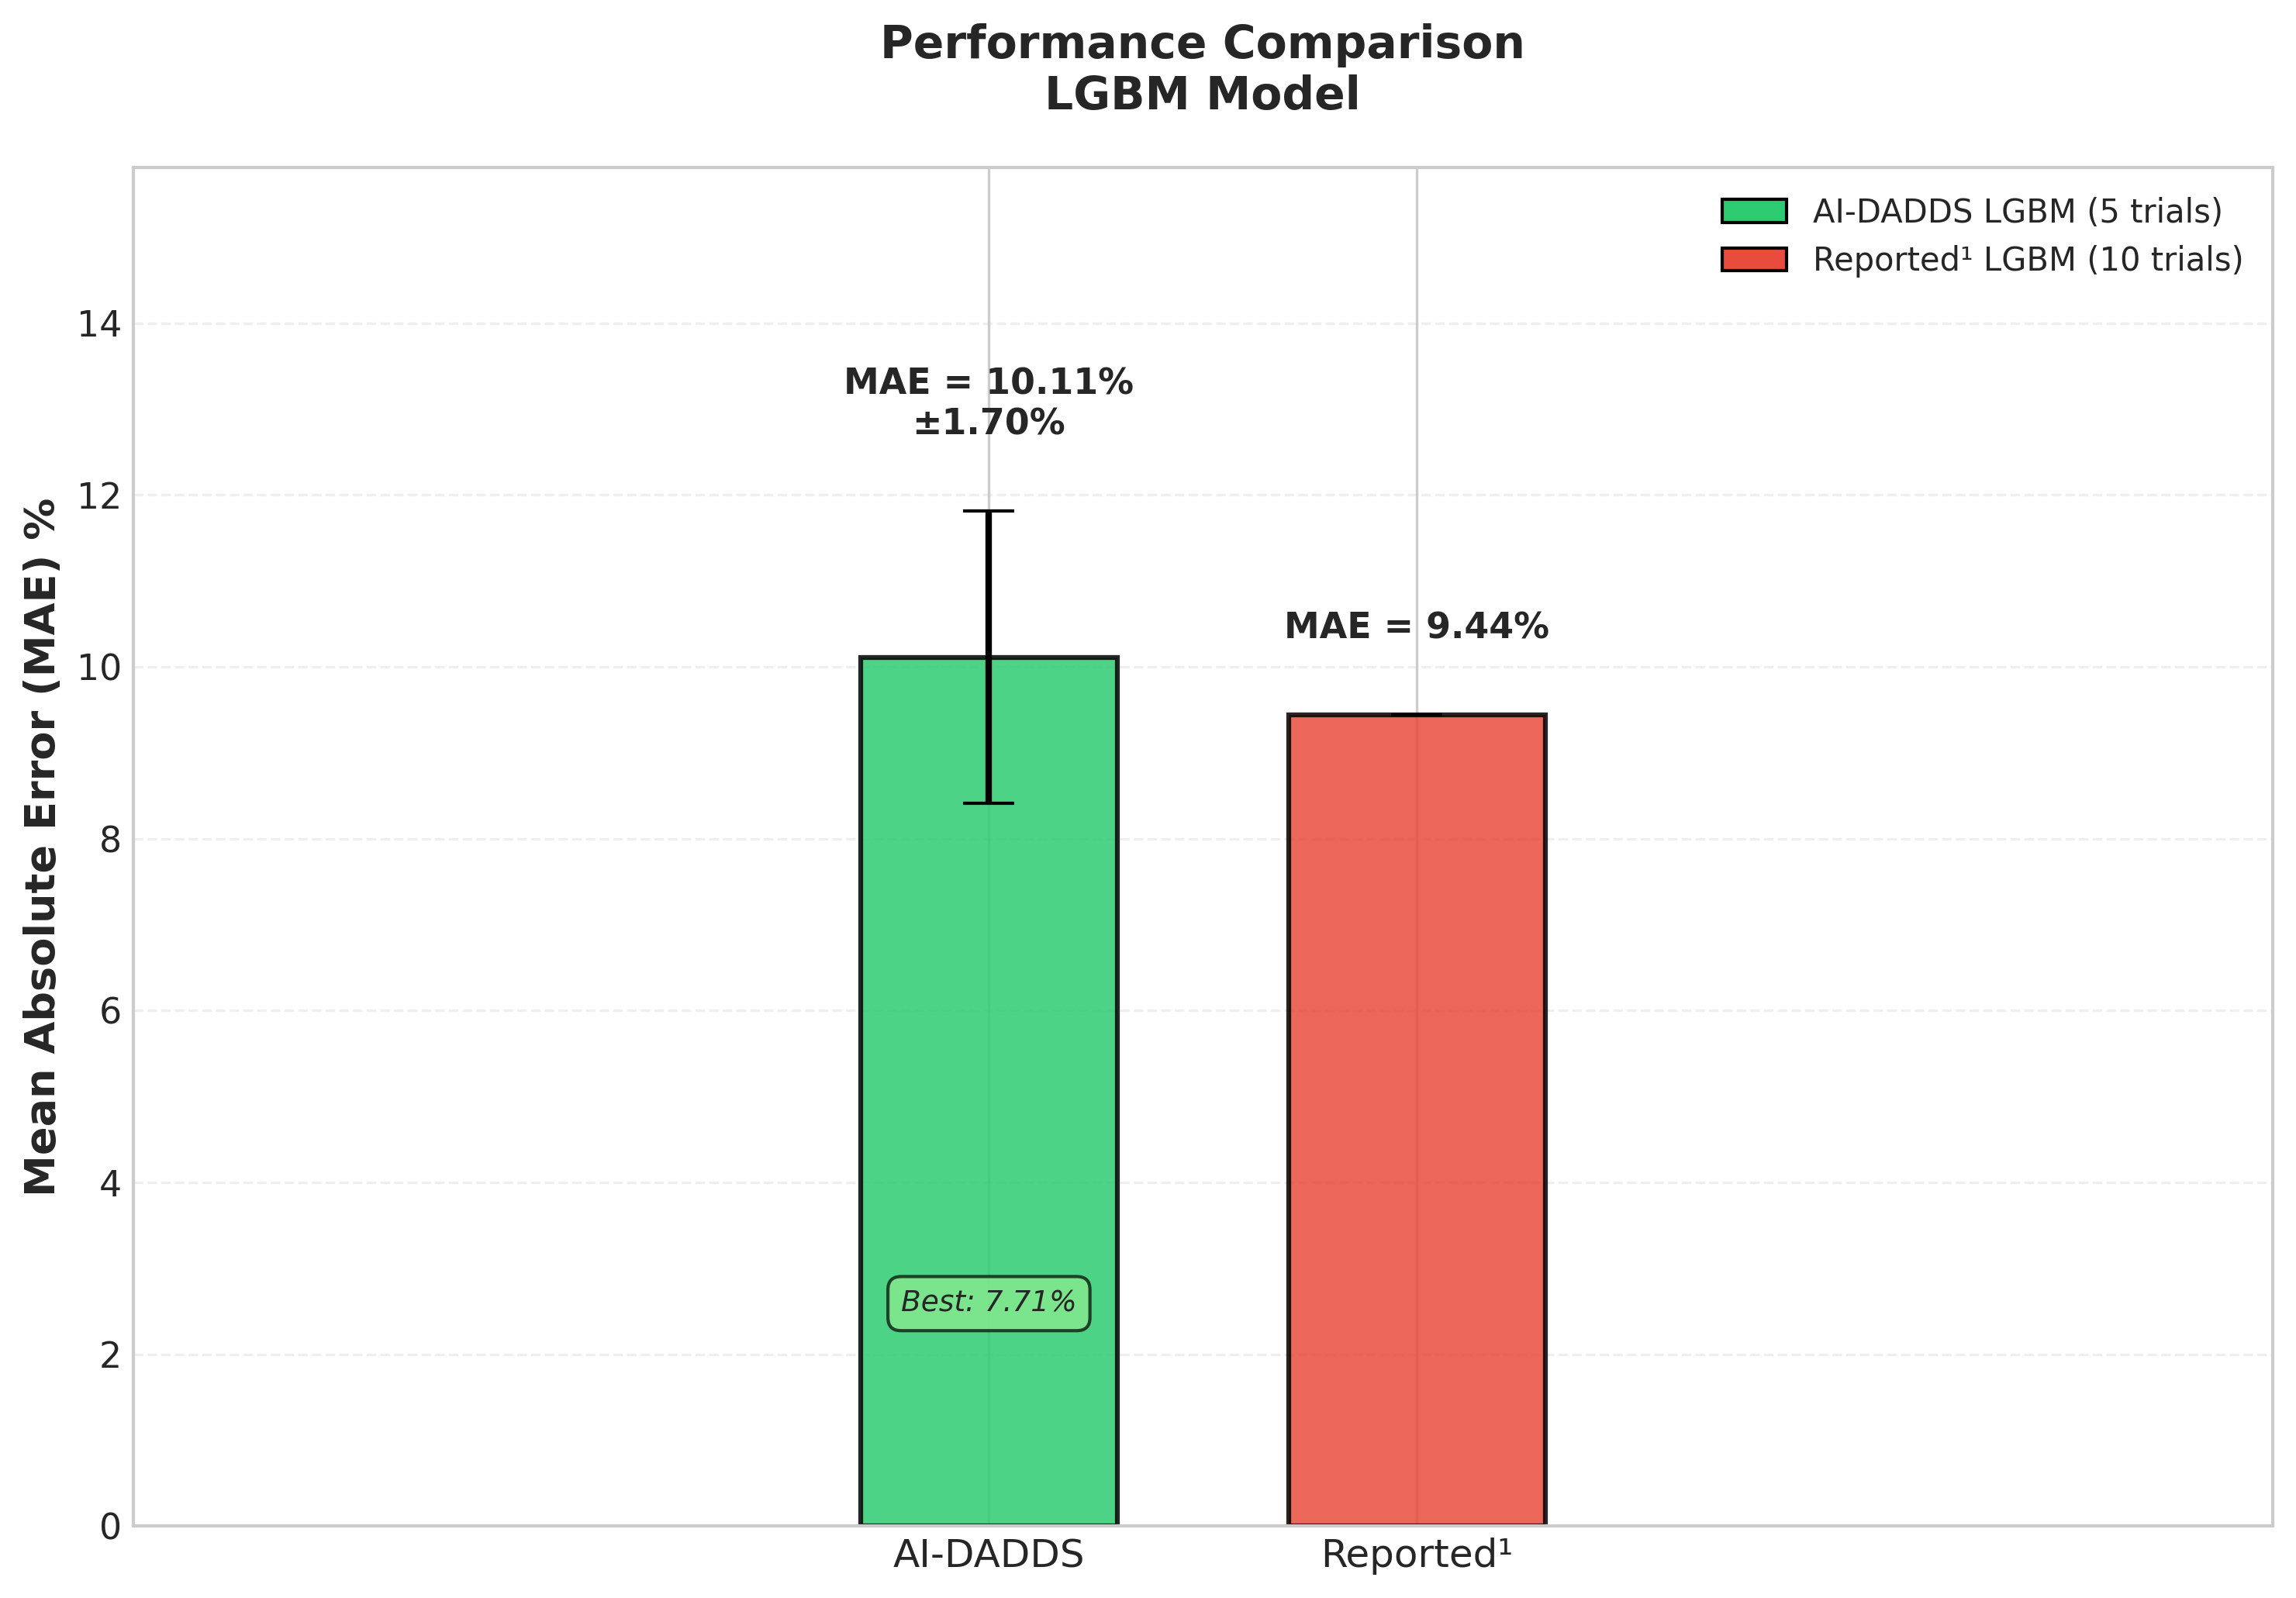 Performance Comparison
LGBM Model
AI-DADDS LGBM (5 trials)
Reported¹ LGBM (10 trials)
Mean Absolute Error (MAE) %
14
12
10
8
6
4
2
0
MAE = 10.11%
±1.70%
MAE = 9.44%
Best: 7.71%
AI-DADDS
Reported¹